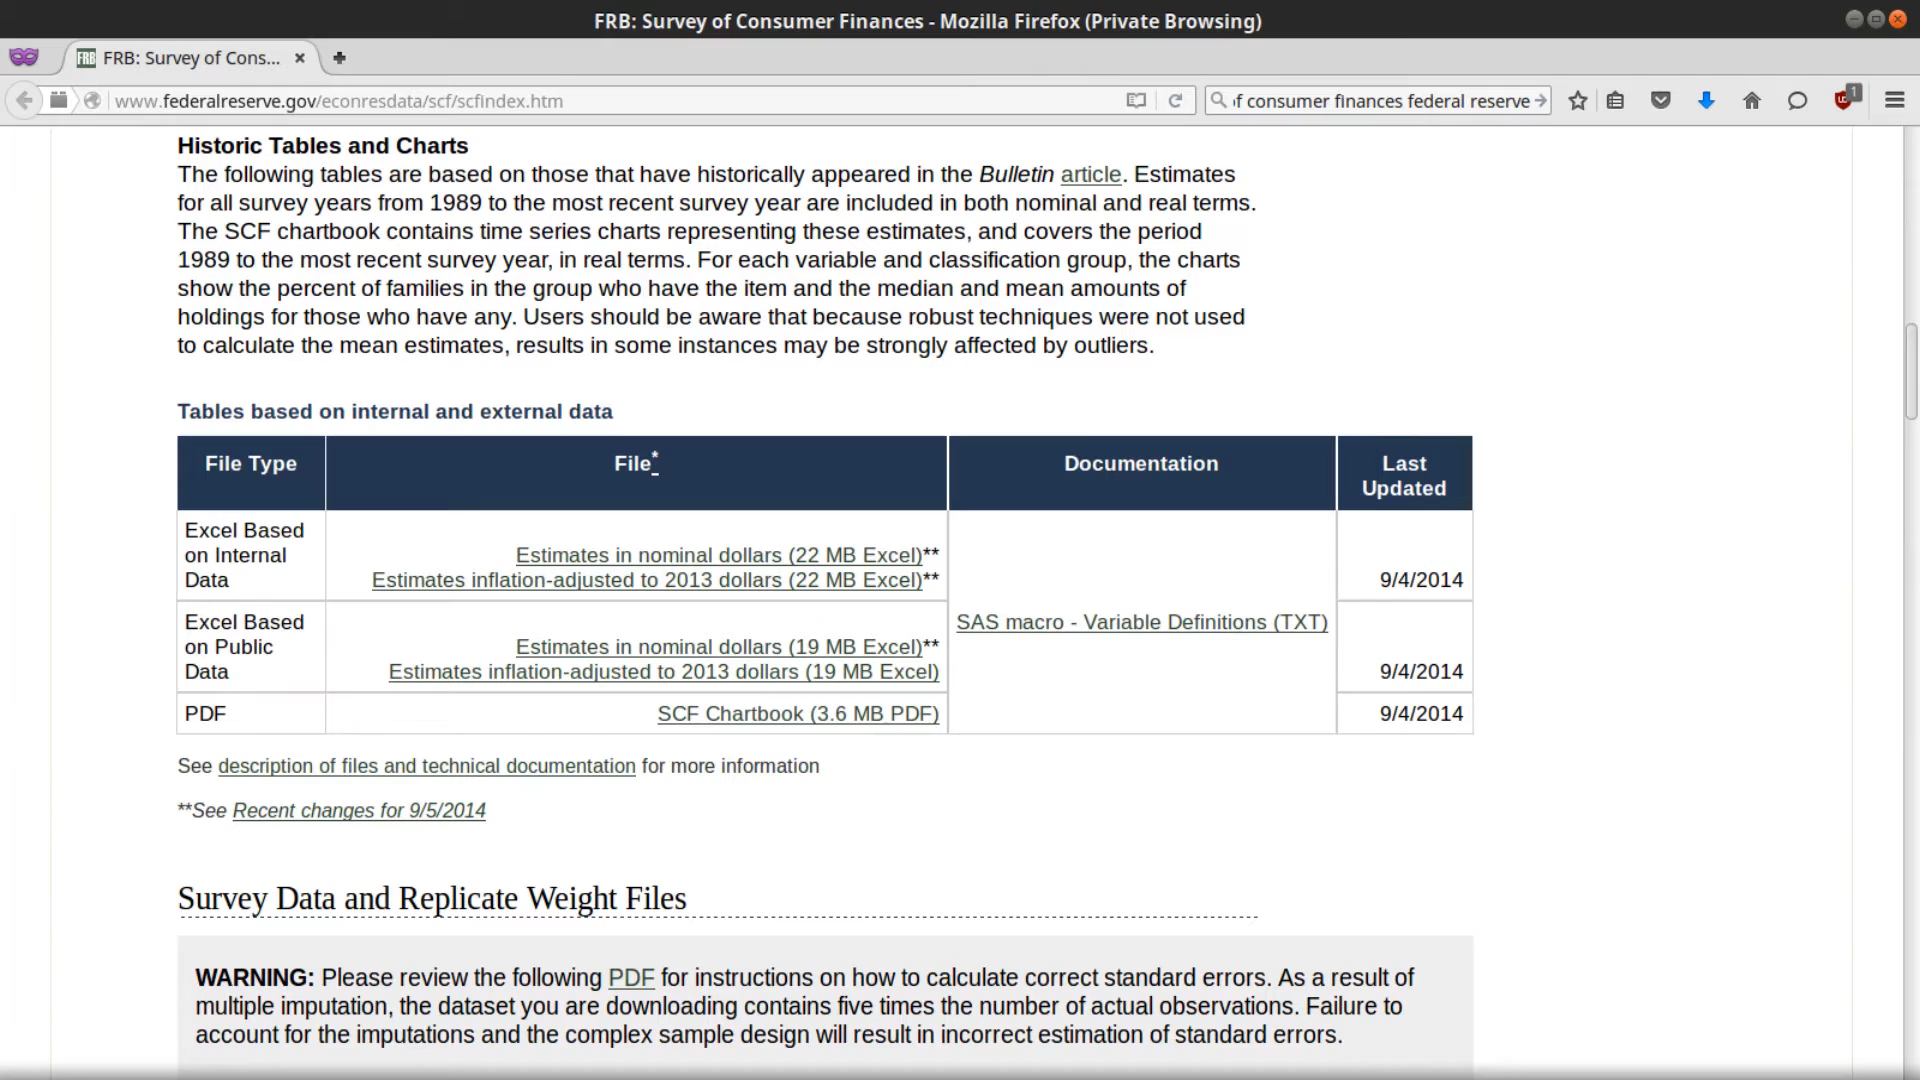 FRB: Survey of Consumer Finances - Mozilla Firefox (Private Browsing)
FRB: Survey of Cons...
www.federalreserve.gov/econresdata/scf/scfindex.htm
f consumer finances federal reserve
1
Historic Tables and Charts
The following tables are based on those that have historically appeared in the Bulletin article. Estimates
for all survey years from 1989 to the most recent survey year are included in both nominal and real terms.
The SCF chartbook contains time series charts representing these estimates, and covers the period
1989 to the most recent survey year, in real terms. For each variable and classification group, the charts
show the percent of families in the group who have the item and the median and mean amounts of
holdings for those who have any. Users should be aware that because robust techniques were not used
to calculate the mean estimates, results in some instances may be strongly affected by outliers.
Tables based on internal and external data
File Type
File*
Documentation
Last
Updated
Excel Based
on Internal
Data
Estimates in nominal dollars (22 MB Excel)**
Estimates inflation-adjusted to 2013 dollars (22 MB Excel)**
9/4/2014
SAS macro - Variable Definitions (TXT)
Excel Based
on Public
Data
Estimates in nominal dollars (19 MB Excel)**
Estimates inflation-adjusted to 2013 dollars (19 MB Excel)
9/4/2014
PDF
SCF Chartbook (3.6 MB PDF)
9/4/2014
See description of files and technical documentation for more information
**See Recent changes for 9/5/2014
Survey Data and Replicate Weight Files
WARNING: Please review the following PDF for instructions on how to calculate correct standard errors. As a result of
multiple imputation, the dataset you are downloading contains five times the number of actual observations. Failure to
account for the imputations and the complex sample design will result in incorrect estimation of standard errors.